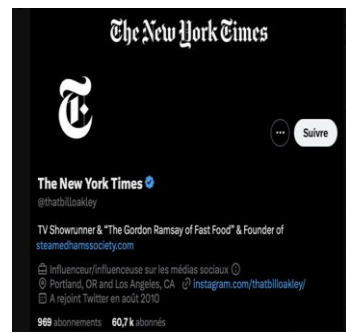 The New York Times
T
Suivre
The New York Times
@thatbilloakley
TV Showrunner & “The Gordon Ramsay of Fast Food” & Founder of
steamedhamssociety.com
Influenceur/influenceuse sur les médias sociaux
Portland, OR and Los Angeles, CA instagram.com/thatbilloakley/
A rejoint Twitter en août 2010
969 abonnements 60,7 k abonnés